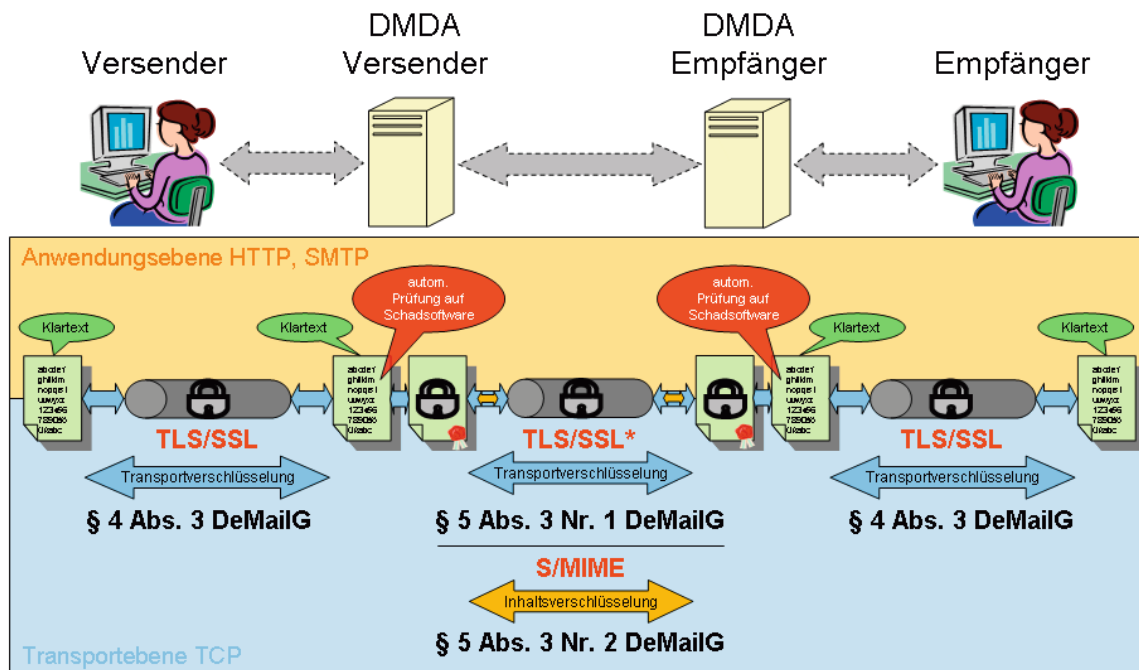 Versender
DMDA
Versender
DMDA
Empfänger
Empfänger
Anwendungsebene HTTP, SMTP
autom.
Prüfung auf
Schadsoftware
autom.
Prüfung auf
Schadsoftware
Klartext
Klartext
Klartext
Klartext
TLS/SSL
TLS/SSL*
TLS/SSL
Transportverschlüsselung
Transportverschlüsselung
Transportverschlüsselung
§ 4 Abs. 3 DeMailG
§ 5 Abs. 3 Nr. 1 DeMailG
§ 4 Abs. 3 DeMailG
S/MIME
Inhaltsverschlüsselung
§ 5 Abs. 3 Nr. 2 DeMailG
Transportebene TCP